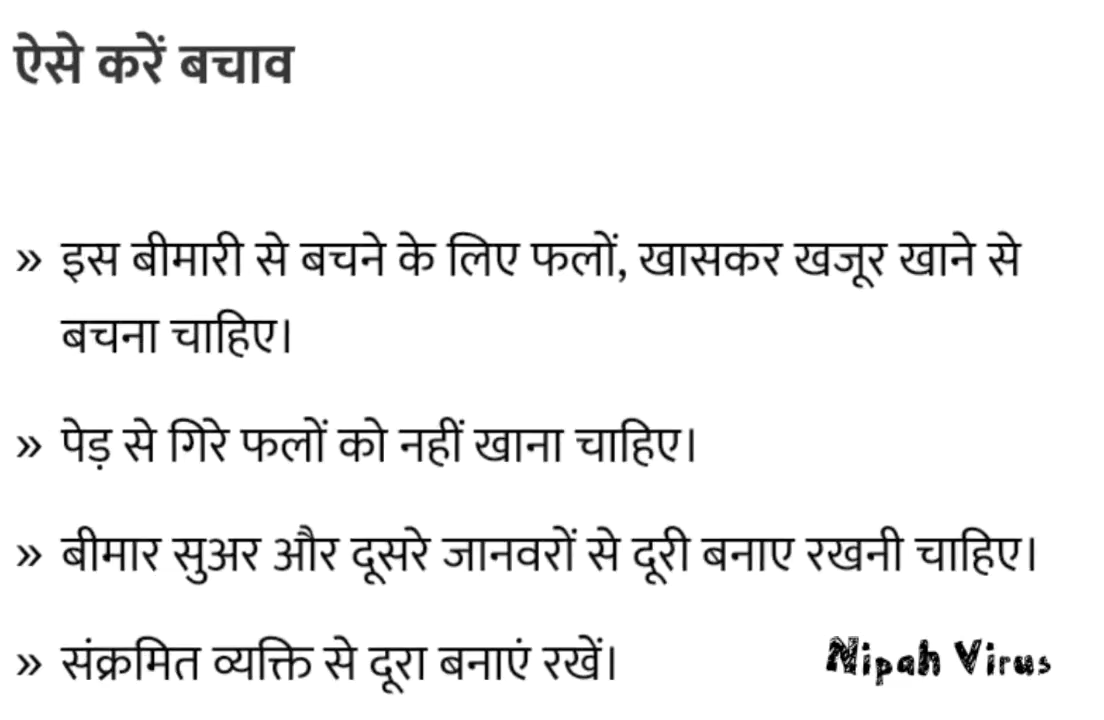 ऐसे करें बचाव
» इस बीमारी से बचने के लिए फलों, खासकर खजूर खाने से
बचना चाहिए।
» पेड़ से गिरे फलों को नहीं खाना चाहिए।
» बीमार सुअर और दूसरे जानवरों से दूरी बनाए रखनी चाहिए।
» संक्रमित व्यक्ति से दूरा बनाएं रखें।
Nipah Virus